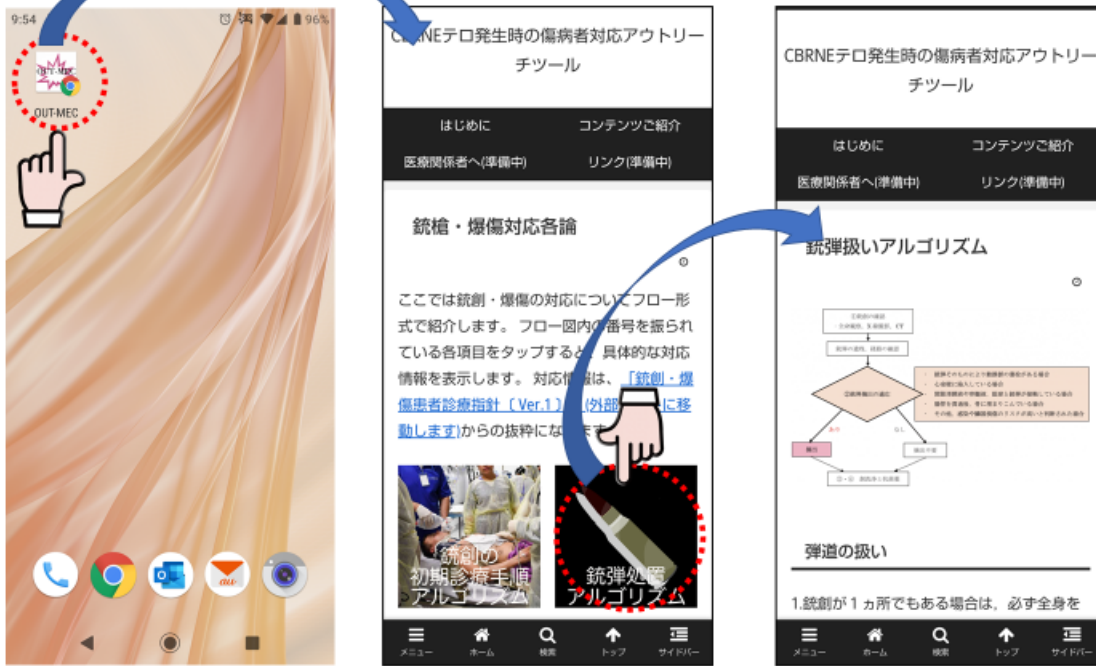 9:54
96%
OUT-MEC
CBRNEテロ発生時の傷病者対応アウトリー
チツール
はじめに
コンテンツご紹介
医療関係者へ(準備中)
リンク(準備中)
銃槍・爆傷対応各論
ここでは銃創・爆傷の対応についてフロー形
式で紹介します。 フロー図内の番号を振られ
ている各項目をタップすると、具体的な対応
情報を表示します。 対応情報は、「銃創・爆
傷患者診療指針〔Ver.1〕 (外部 に移
動します)からの抜粋になります
銃創の
初期診療手順
アルゴリズム
銃弾処置
アルゴリズム
メニュー
ホーム
検索
トップ
サイドバー
CBRNEテロ発生時の傷病者対応アウトリー
チツール
はじめに
コンテンツご紹介
医療関係者へ(準備中)
リンク(準備中)
銃弾扱いアルゴリズム
あり
なし
摘出
弾道の扱い
1.銃創が1ヵ所でもある場合は，必ず全身を
メニュー
ホーム
検索
トップ
サイドバー